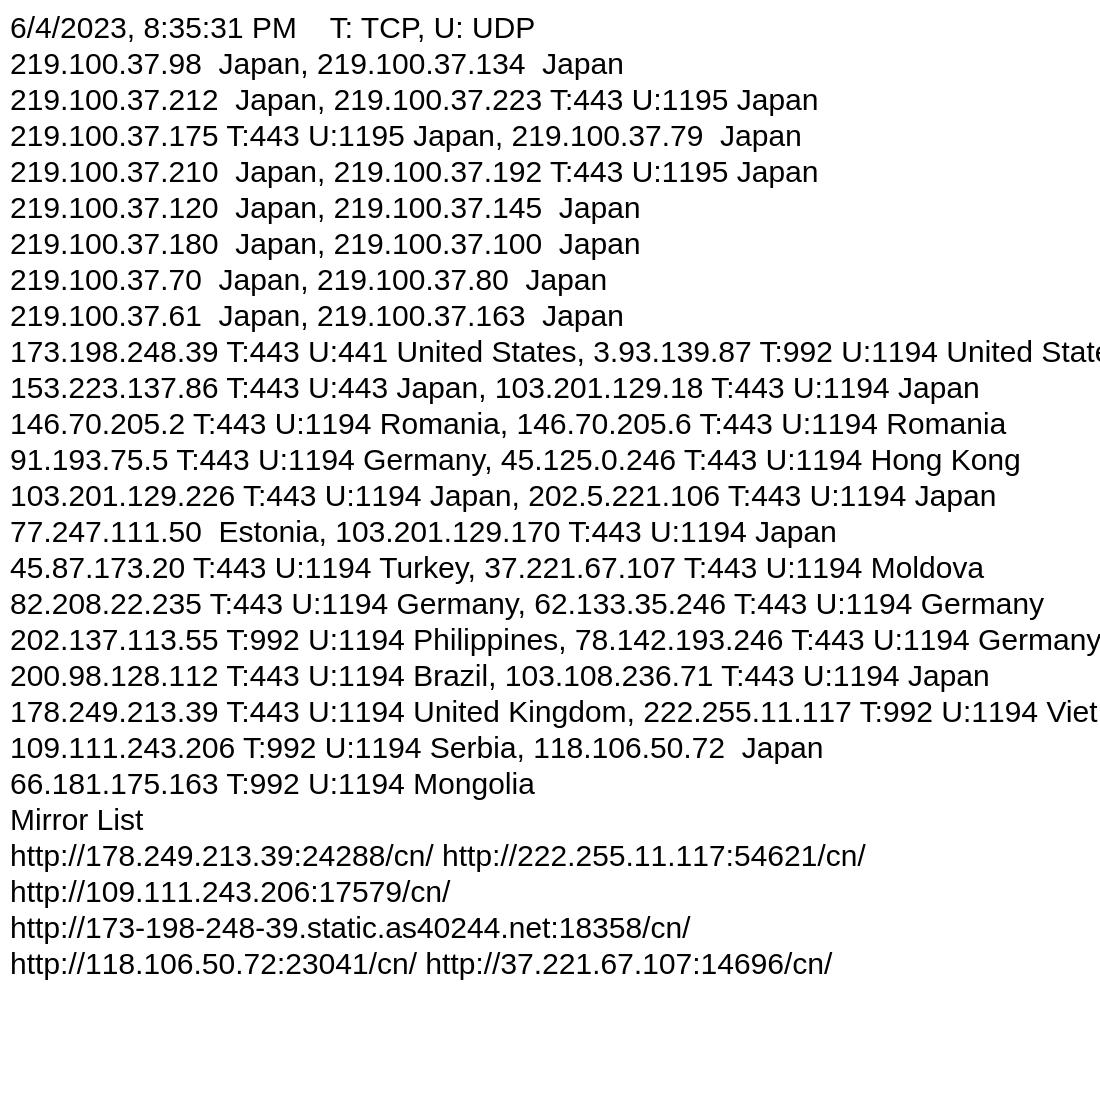 6/4/2023, 8:35:31 PM    T: TCP, U: UDP
219.100.37.98  Japan, 219.100.37.134  Japan
219.100.37.212  Japan, 219.100.37.223 T:443 U:1195 Japan
219.100.37.175 T:443 U:1195 Japan, 219.100.37.79  Japan
219.100.37.210  Japan, 219.100.37.192 T:443 U:1195 Japan
219.100.37.120  Japan, 219.100.37.145  Japan
219.100.37.180  Japan, 219.100.37.100  Japan
219.100.37.70  Japan, 219.100.37.80  Japan
219.100.37.61  Japan, 219.100.37.163  Japan
173.198.248.39 T:443 U:441 United States, 3.93.139.87 T:992 U:1194 United State
153.223.137.86 T:443 U:443 Japan, 103.201.129.18 T:443 U:1194 Japan
146.70.205.2 T:443 U:1194 Romania, 146.70.205.6 T:443 U:1194 Romania
91.193.75.5 T:443 U:1194 Germany, 45.125.0.246 T:443 U:1194 Hong Kong
103.201.129.226 T:443 U:1194 Japan, 202.5.221.106 T:443 U:1194 Japan
77.247.111.50  Estonia, 103.201.129.170 T:443 U:1194 Japan
45.87.173.20 T:443 U:1194 Turkey, 37.221.67.107 T:443 U:1194 Moldova
82.208.22.235 T:443 U:1194 Germany, 62.133.35.246 T:443 U:1194 Germany
202.137.113.55 T:992 U:1194 Philippines, 78.142.193.246 T:443 U:1194 Germany
200.98.128.112 T:443 U:1194 Brazil, 103.108.236.71 T:443 U:1194 Japan
178.249.213.39 T:443 U:1194 United Kingdom, 222.255.11.117 T:992 U:1194 Viet
109.111.243.206 T:992 U:1194 Serbia, 118.106.50.72  Japan
66.181.175.163 T:992 U:1194 Mongolia
Mirror List
http://178.249.213.39:24288/cn/ http://222.255.11.117:54621/cn/
http://109.111.243.206:17579/cn/
http://173-198-248-39.static.as40244.net:18358/cn/
http://118.106.50.72:23041/cn/ http://37.221.67.107:14696/cn/